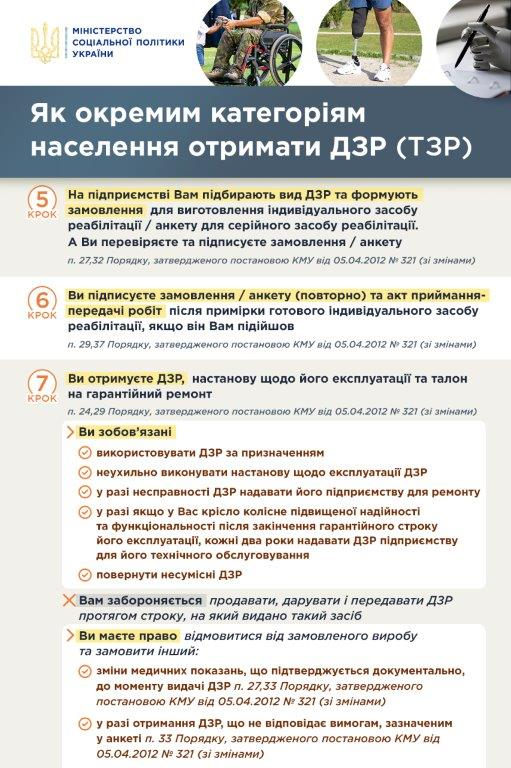 МІНІСТЕРСТВО
СОЦІАЛЬНОЇ ПОЛІТИКИ
УКРАЇНИ
Як окремим категоріям
населення отримати ДЗР (ТЗР)
5
КРОК
На підприємстві Вам підбирають вид ДЗР та формують
замовлення для виготовлення індивідуального засобу
реабілітації / анкету для серійного засобу реабілітації.
А Ви перевіряєте та підписуєте замовлення / анкету
п. 27,32 Порядку, затвердженого постановою КМУ від 05.04.2012 № 321 (зі змінами)
6
КРОК
Ви підписуєте замовлення / анкету (повторно) та акт приймання-
передачі робіт після примірки готового індивідуального засобу
реабілітації, якщо він Вам підійшов
п. 29,37 Порядку, затвердженого постановою КМУ від 05.04.2012 № 321 (зі змінами)
7
КРОК
Ви отримуєте ДЗР, настанову щодо його експлуатації та талон
на гарантійний ремонт
п. 24,29 Порядку, затвердженого постановою КМУ від 05.04.2012 № 321 (зі змінами)
Ви зобов’язані
використовувати ДЗР за призначенням
неухильно виконувати настанову щодо експлуатації ДЗР
у разі несправності ДЗР надавати його підприємству для ремонту
у разі якщо у Вас крісло колісне підвищеної надійності
та функціональності після закінчення гарантійного строку
його експлуатації, кожні два роки надавати ДЗР підприємству
для його технічного обслуговування
повернути несумісні ДЗР
Вам забороняється продавати, дарувати і передавати ДЗР
протягом строку, на який видано такий засіб
Ви маєте право відмовитися від замовленого виробу
та замовити інший:
зміни медичних показань, що підтверджується документально,
до моменту видачі ДЗР п. 27,33 Порядку, затвердженого
постановою КМУ від 05.04.2012 № 321 (зі змінами)
у разі отримання ДЗР, що не відповідає вимогам, зазначеним
у анкеті п. 33 Порядку, затвердженого постановою КМУ від
05.04.2012 № 321 (зі змінами)